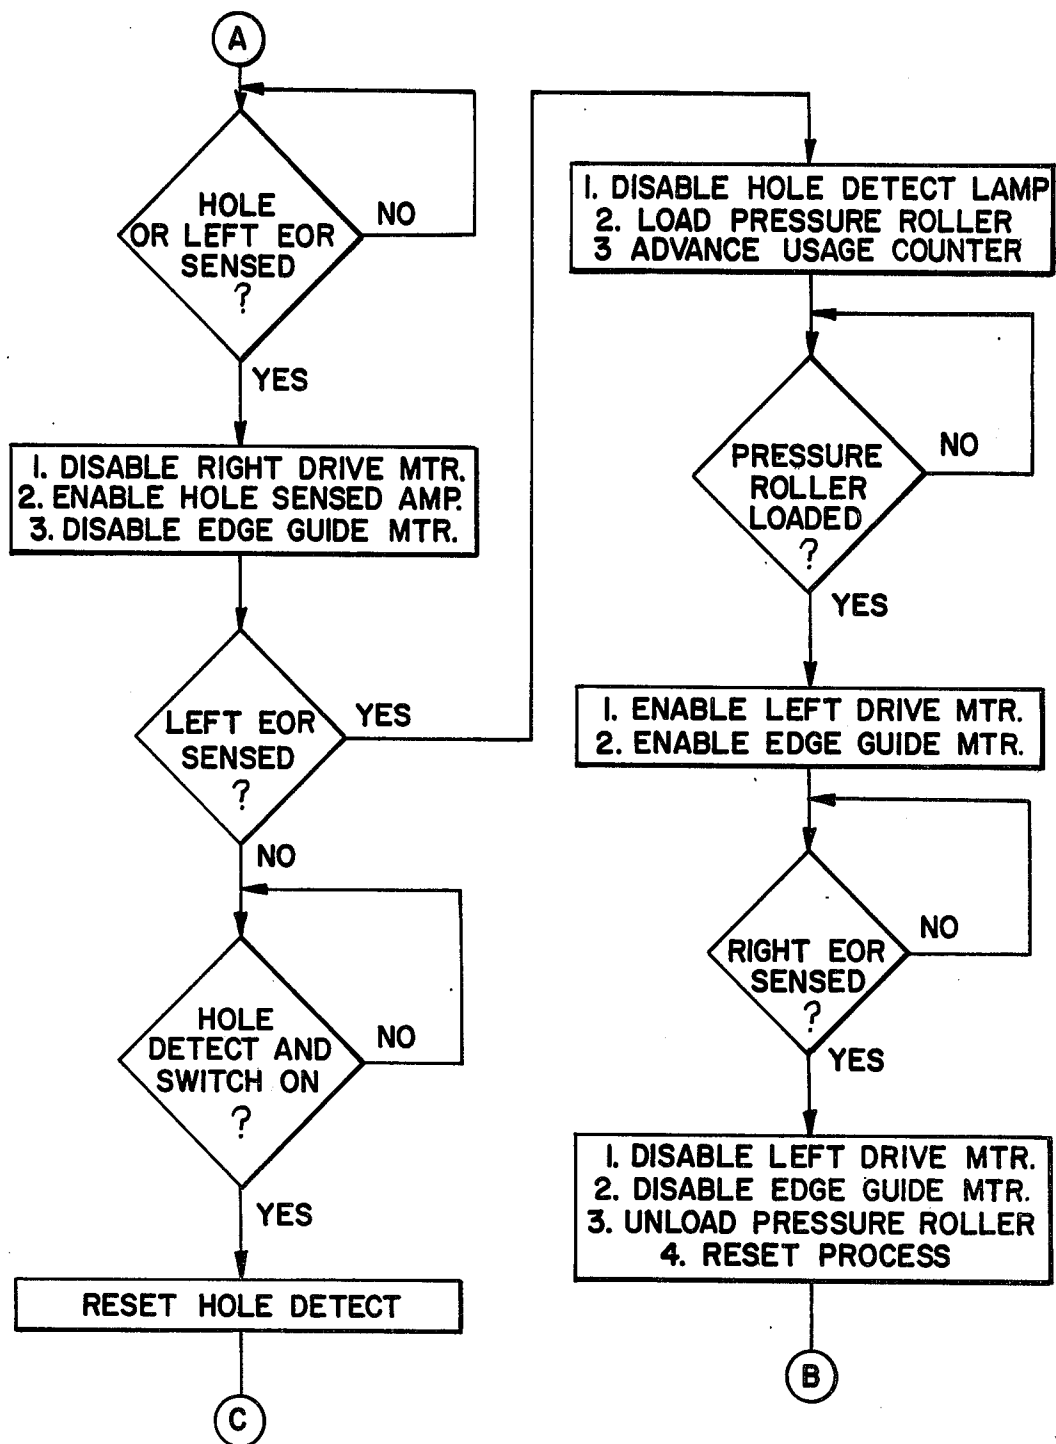 A
HOLE
OR LEFT EOR
SENSED
?
NO
YES
1. DISABLE RIGHT DRIVE MTR.
2. ENABLE HOLE SENSED AMP.
3. DISABLE EDGE GUIDE MTR.
LEFT EOR
SENSED
?
YES
NO
HOLE
DETECT AND
SWITCH ON
?
NO
YES
RESET HOLE DETECT
C
1. DISABLE HOLE DETECT LAMP
2. LOAD PRESSURE ROLLER
3 ADVANCE USAGE COUNTER
PRESSURE
ROLLER
LOADED
?
NO
YES
1. ENABLE LEFT DRIVE MTR.
2. ENABLE EDGE GUIDE MTR.
RIGHT EOR
SENSED
?
NO
YES
1. DISABLE LEFT DRIVE MTR.
2. DISABLE EDGE GUIDE MTR.
3. UNLOAD PRESSURE ROLLER
4. RESET PROCESS
B